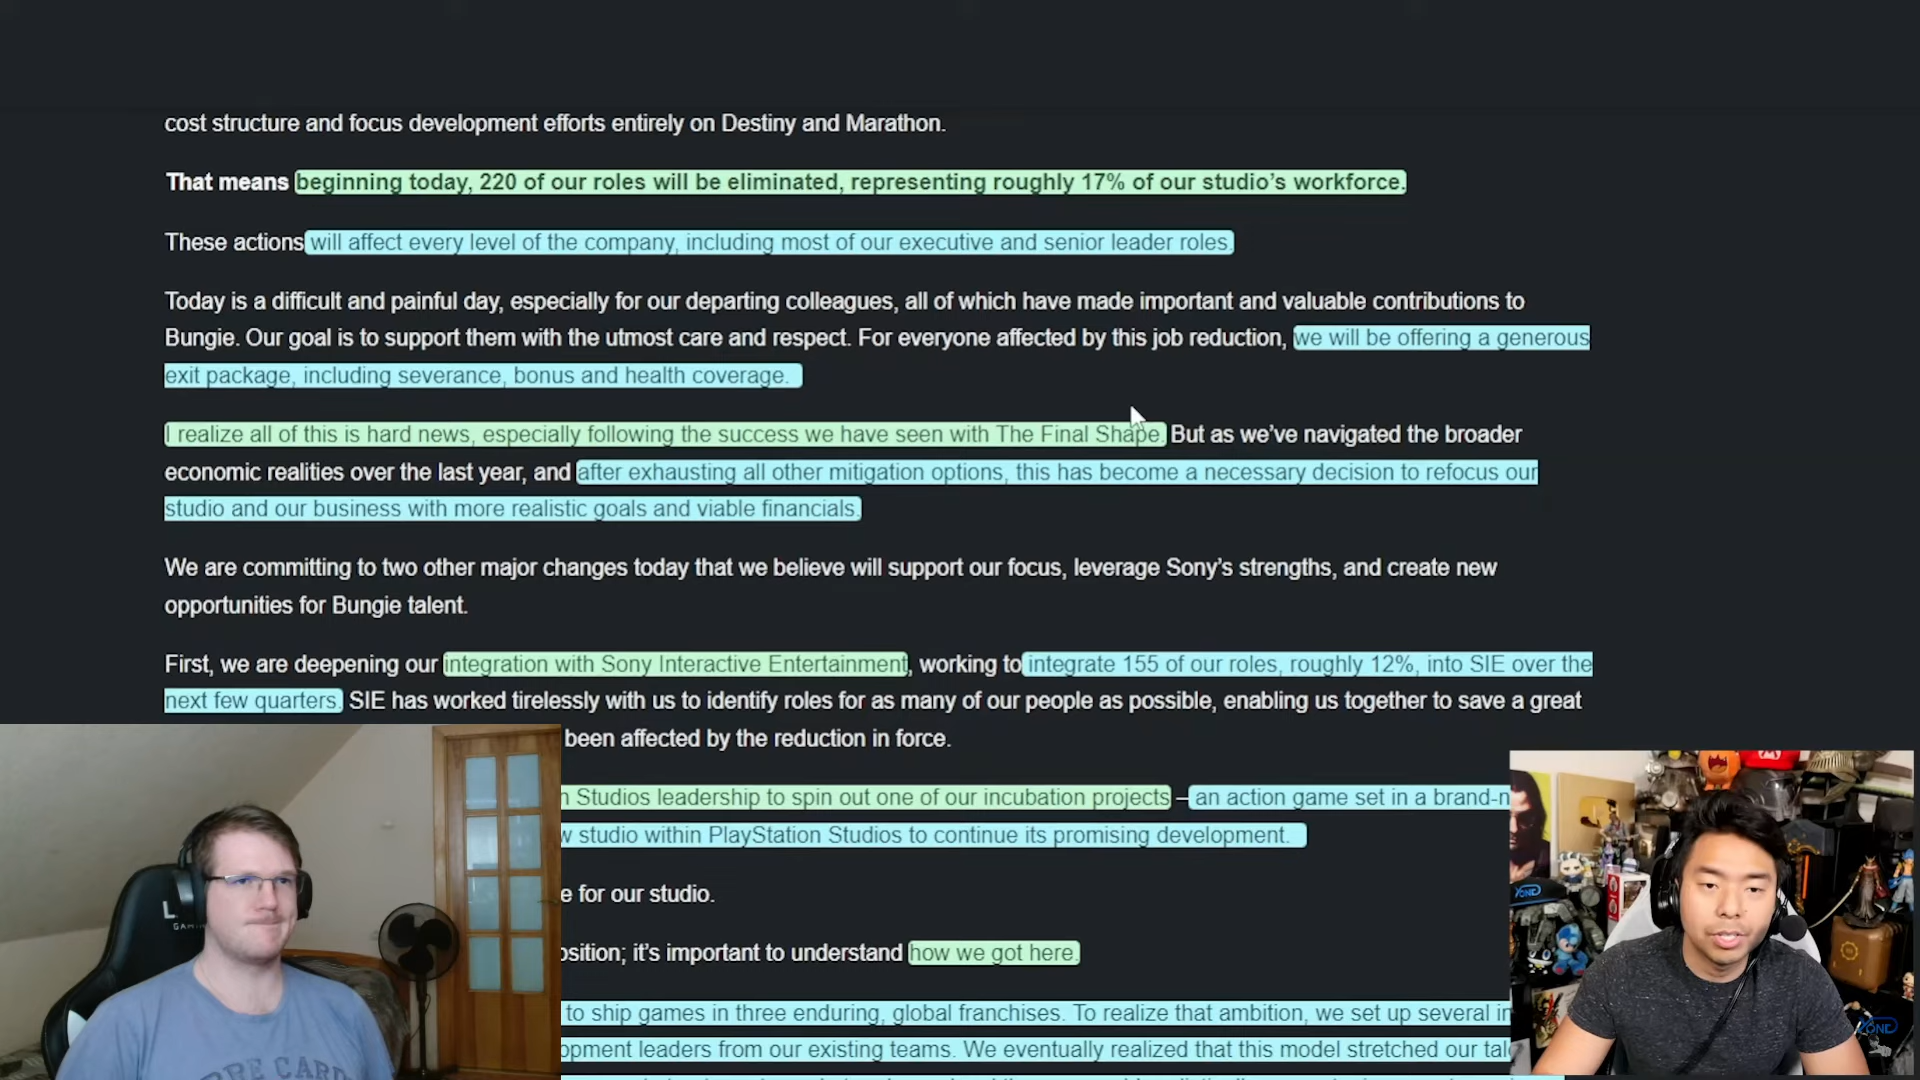 cost structure and focus development efforts entirely on Destiny and Marathon.
That means beginning today, 220 of our roles will be eliminated, representing roughly 17% of our studio’s workforce.
These actions will affect every level of the company, including most of our executive and senior leader roles.
Today is a difficult and painful day, especially for our departing colleagues, all of which have made important and valuable contributions to
Bungie. Our goal is to support them with the utmost care and respect. For everyone affected by this job reduction, we will be offering a generous
exit package, including severance, bonus and health coverage.
I realize all of this is hard news, especially following the success we have seen with The Final Shape. But as we’ve navigated the broader
economic realities over the last year, and after exhausting all other mitigation options, this has become a necessary decision to refocus our
studio and our business with more realistic goals and viable financials.
We are committing to two other major changes today that we believe will support our focus, leverage Sony’s strengths, and create new
opportunities for Bungie talent.
First, we are deepening our integration with Sony Interactive Entertainment, working to integrate 155 of our roles, roughly 12%, into SIE over the
next few quarters. SIE has worked tirelessly with us to identify roles for as many of our people as possible, enabling us together to save a great
been affected by the reduction in force.
Studios leadership to spin out one of our incubation projects – an action game set in a brand-n
studio within PlayStation Studios to continue its promising development.
e for our studio.
osition; it’s important to understand how we got here.
to ship games in three enduring, global franchises. To realize that ambition, we set up several in
opment leaders from our existing teams. We eventually realized that this model stretched our tal
YONG